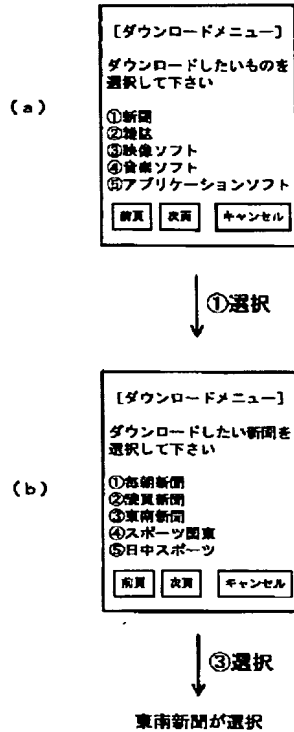 (a)
[ダウンロードメニュー]
ダウンロードしたいものを
選択して下さい
①新聞
②雑誌
③映像ソフト
④音楽ソフト
⑤アプリケーションソフト
前頁 次頁 キャンセル
①選択
(b)
[ダウンロードメニュー]
ダウンロードしたい新聞を
選択して下さい
①毎朝新聞
②読買新聞
③東南新聞
④スポーツ関東
⑤日中スポーツ
前頁 次頁 キャンセル
③選択
東南新聞が選択